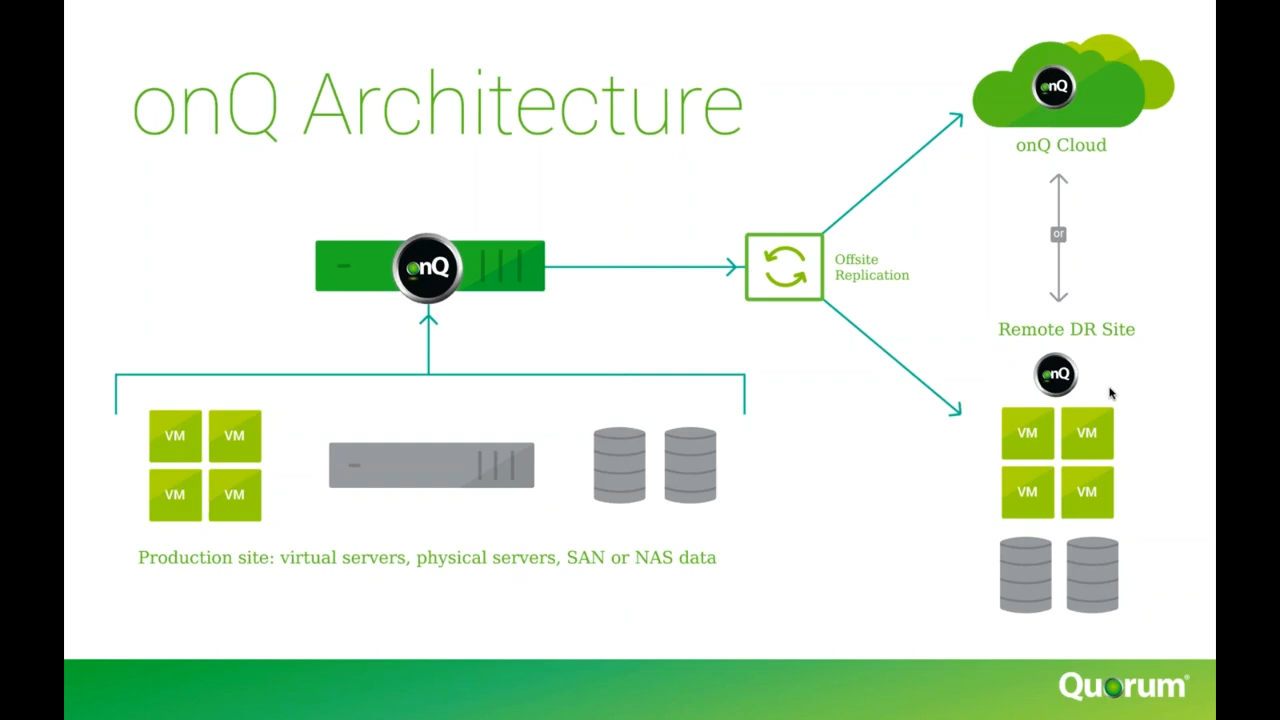 onQ Architecture
onQ
onQ Cloud
or
onQ
Offsite
Replication
Remote DR Site
onQ
VM VM
VM VM
VM VM
VM VM
Production site: virtual servers, physical servers, SAN or NAS data
Quorum®